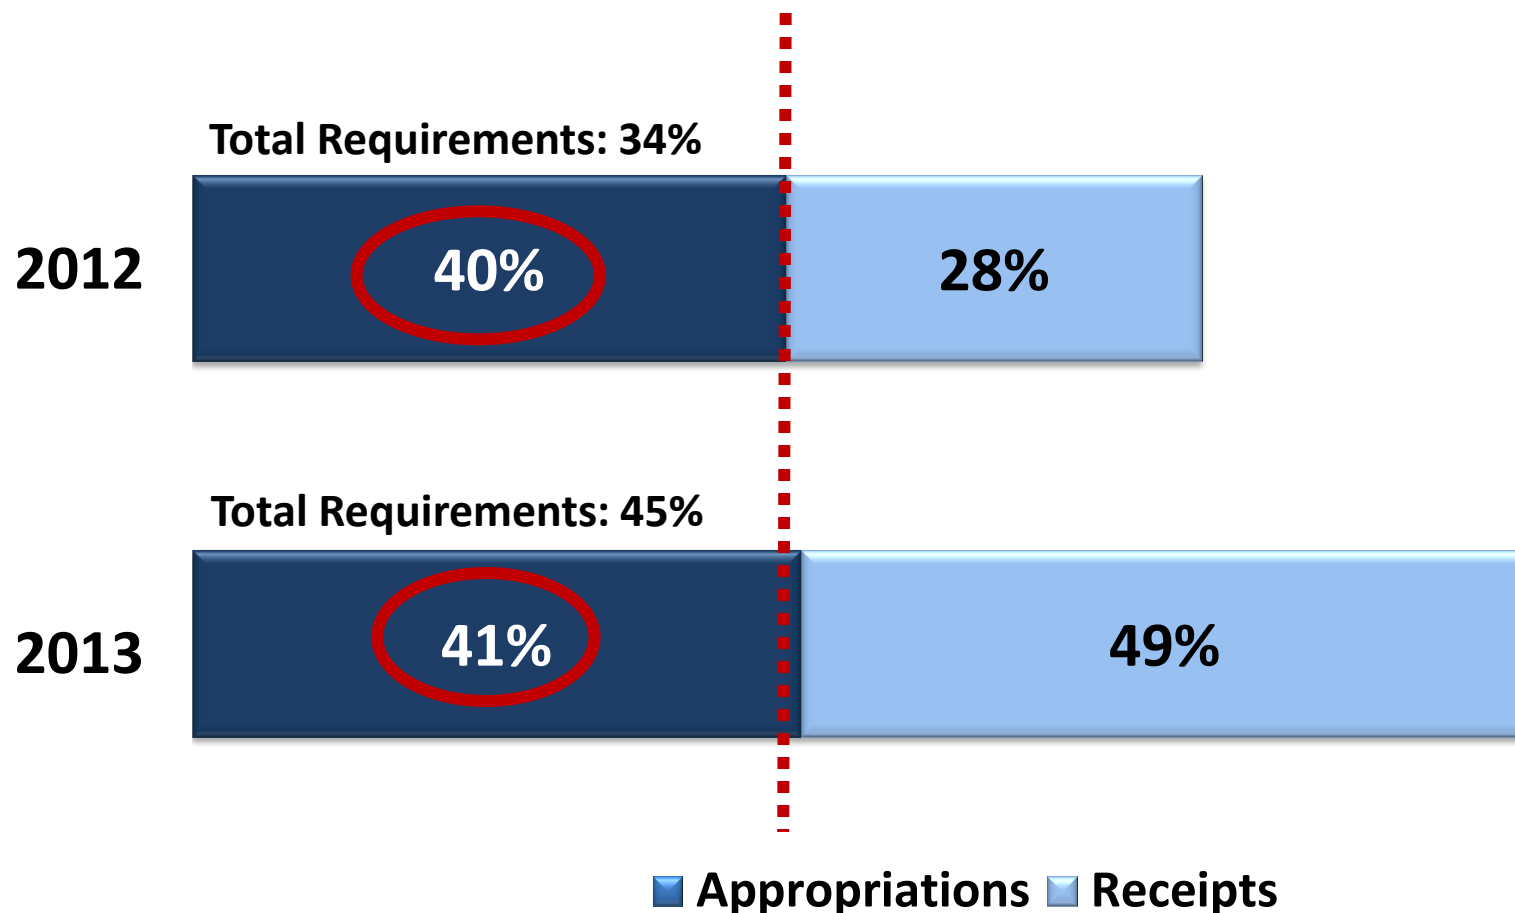 Total Requirements: 34%
2012 40% 28%
Total Requirements: 45%
2013 41% 49%
Appropriations Receipts